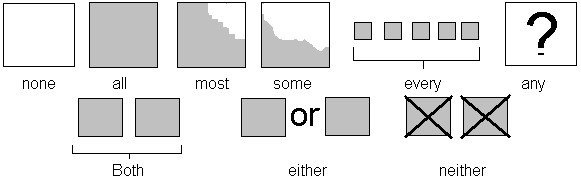 ?
none all most some every any
or
Both either neither